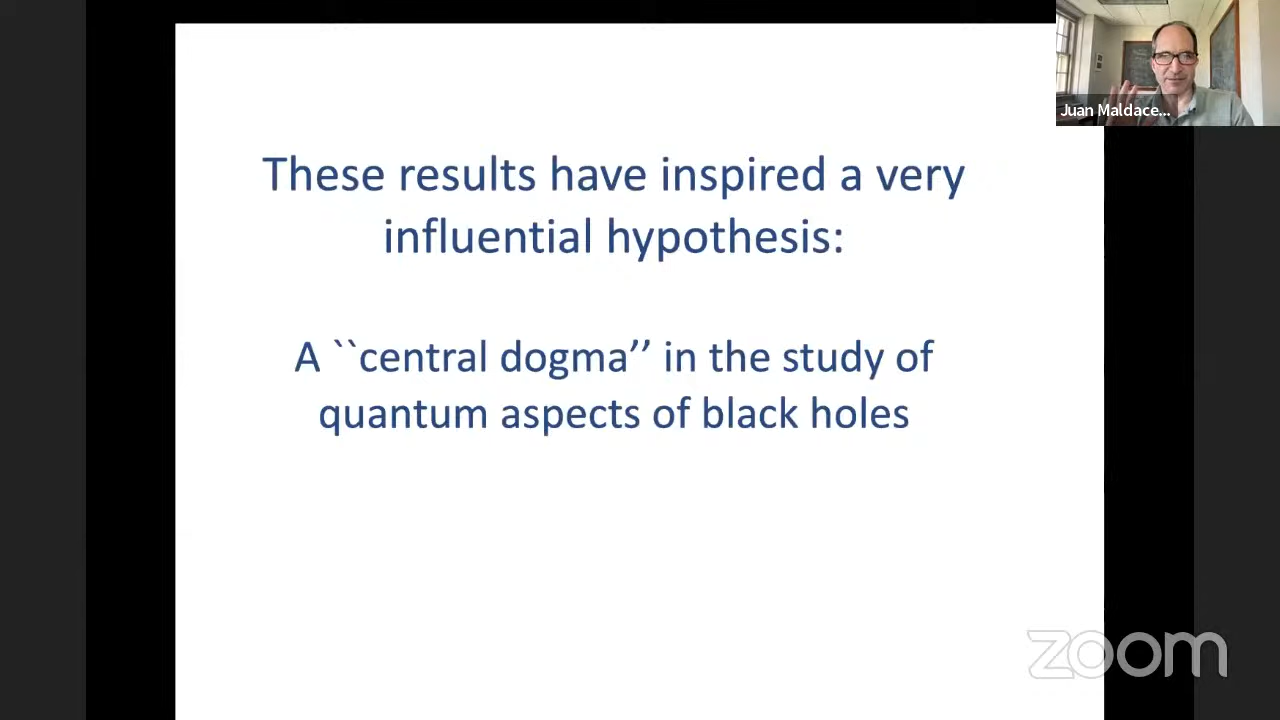 Juan Maldace...
These results have inspired a very
influential hypothesis:
A ``central dogma’’ in the study of
quantum aspects of black holes
zoom